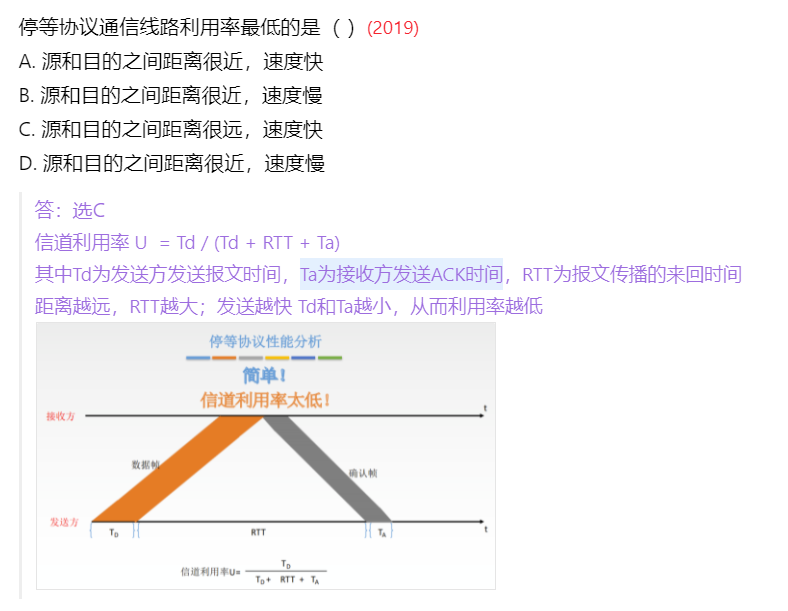 停等协议通信线路利用率最低的是（ ）(2019)
A. 源和目的之间距离很近，速度快
B. 源和目的之间距离很近，速度慢
C. 源和目的之间距离很远，速度快
D. 源和目的之间距离很近，速度慢
答：选C
信道利用率 U = Td / (Td + RTT + Ta)
其中Td为发送方发送报文时间，Ta为接收方发送ACK时间，RTT为报文传播的来回时间
距离越远，RTT越大；发送越快 Td和Ta越小，从而利用率越低
停等协议性能分析
简单！
信道利用率太低！
接收方
t
数据帧
确认帧
发送方
t
TD
RTT
TA
信道利用率U=
TD
TD+ RTT + TA